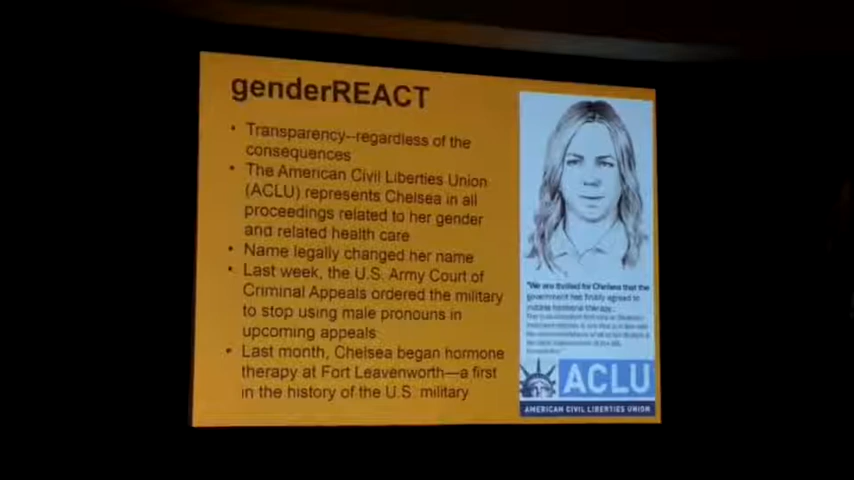 genderREACT
• Transparency--regardless of the
consequences
• The American Civil Liberties Union
(ACLU) represents Chelsea in all
proceedings related to her gender
and related health care
• Name legally changed her name
• Last week, the U.S. Army Court of
Criminal Appeals ordered the military
to stop using male pronouns in
upcoming appeals
• Last month, Chelsea began hormone
therapy at Fort Leavenworth—a first
in the history of the U.S. military
"We are thrilled for Chelsea that the
government has finally agreed to
initiate hormone therapy...
ACLU
AMERICAN CIVIL LIBERTIES UNION